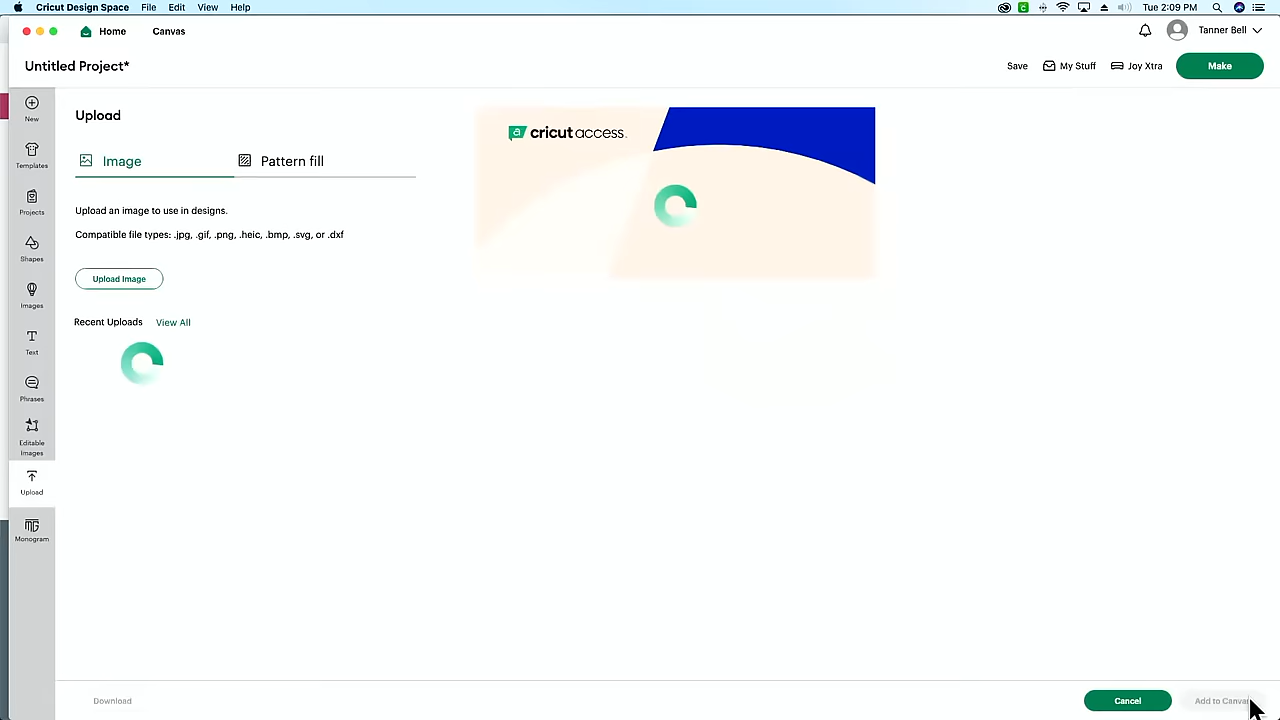 Cricut Design Space File Edit View Help Tue 2:09 PM
Home Canvas Tanner Bell
Untitled Project* Save My Stuff Joy Xtra Make
New
Templates
Projects
Shapes
Images
Text
Phrases
Editable
Images
Upload
Monogram
Upload
Image Pattern fill
Upload an image to use in designs.
Compatible file types: .jpg, .gif, .png, .heic, .bmp, .svg, or .dxf
Upload Image
Recent Uploads View All
cricut access.
Download Cancel Add to Canvas